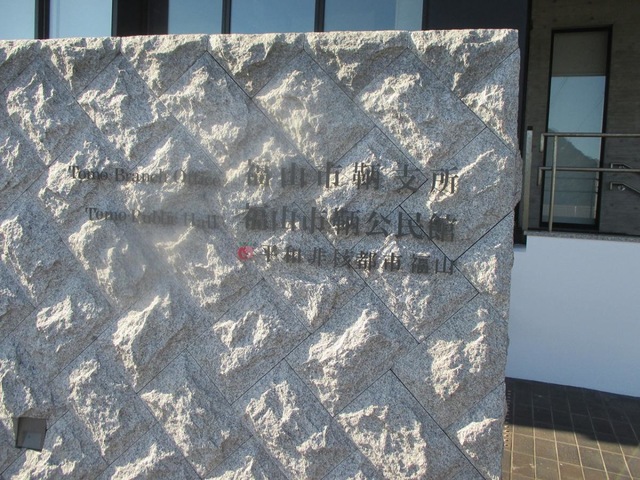 Tomo Branch Office 福山市鞆支所
Tomo Public Hall 福山市鞆公民館
平和非核都市福山